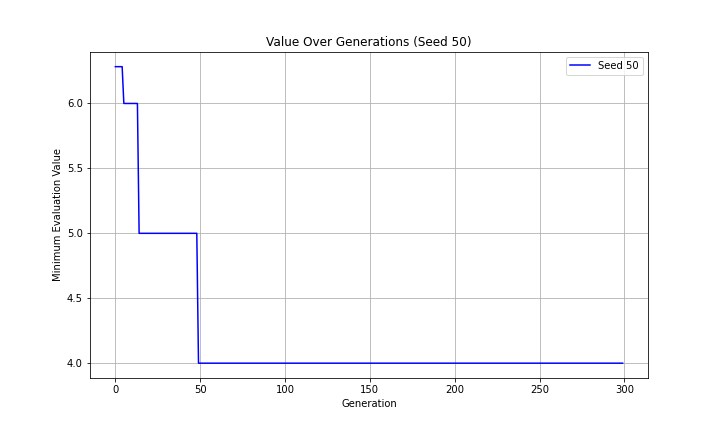 Value Over Generations (Seed 50)
Seed 50
Minimum Evaluation Value
6.0
5.5
5.0
4.5
4.0
0 50 100 150 200 250 300
Generation